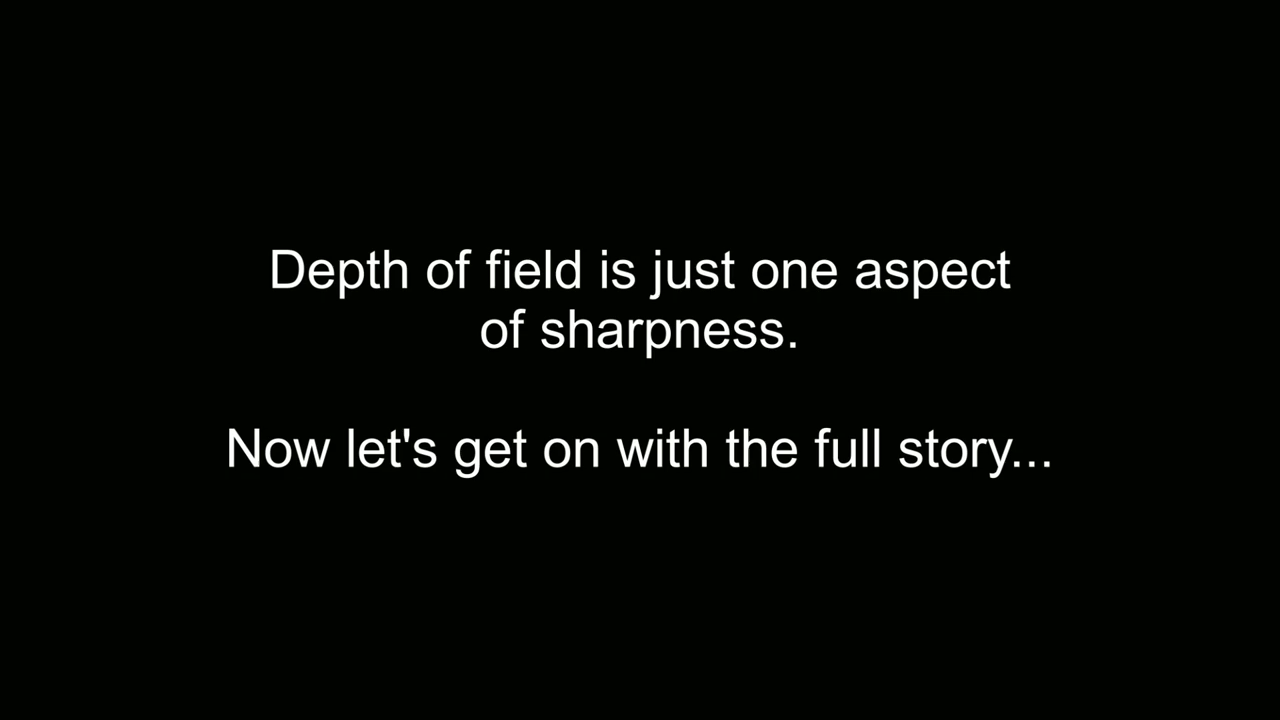 Depth of field is just one aspect
of sharpness.
Now let's get on with the full story...